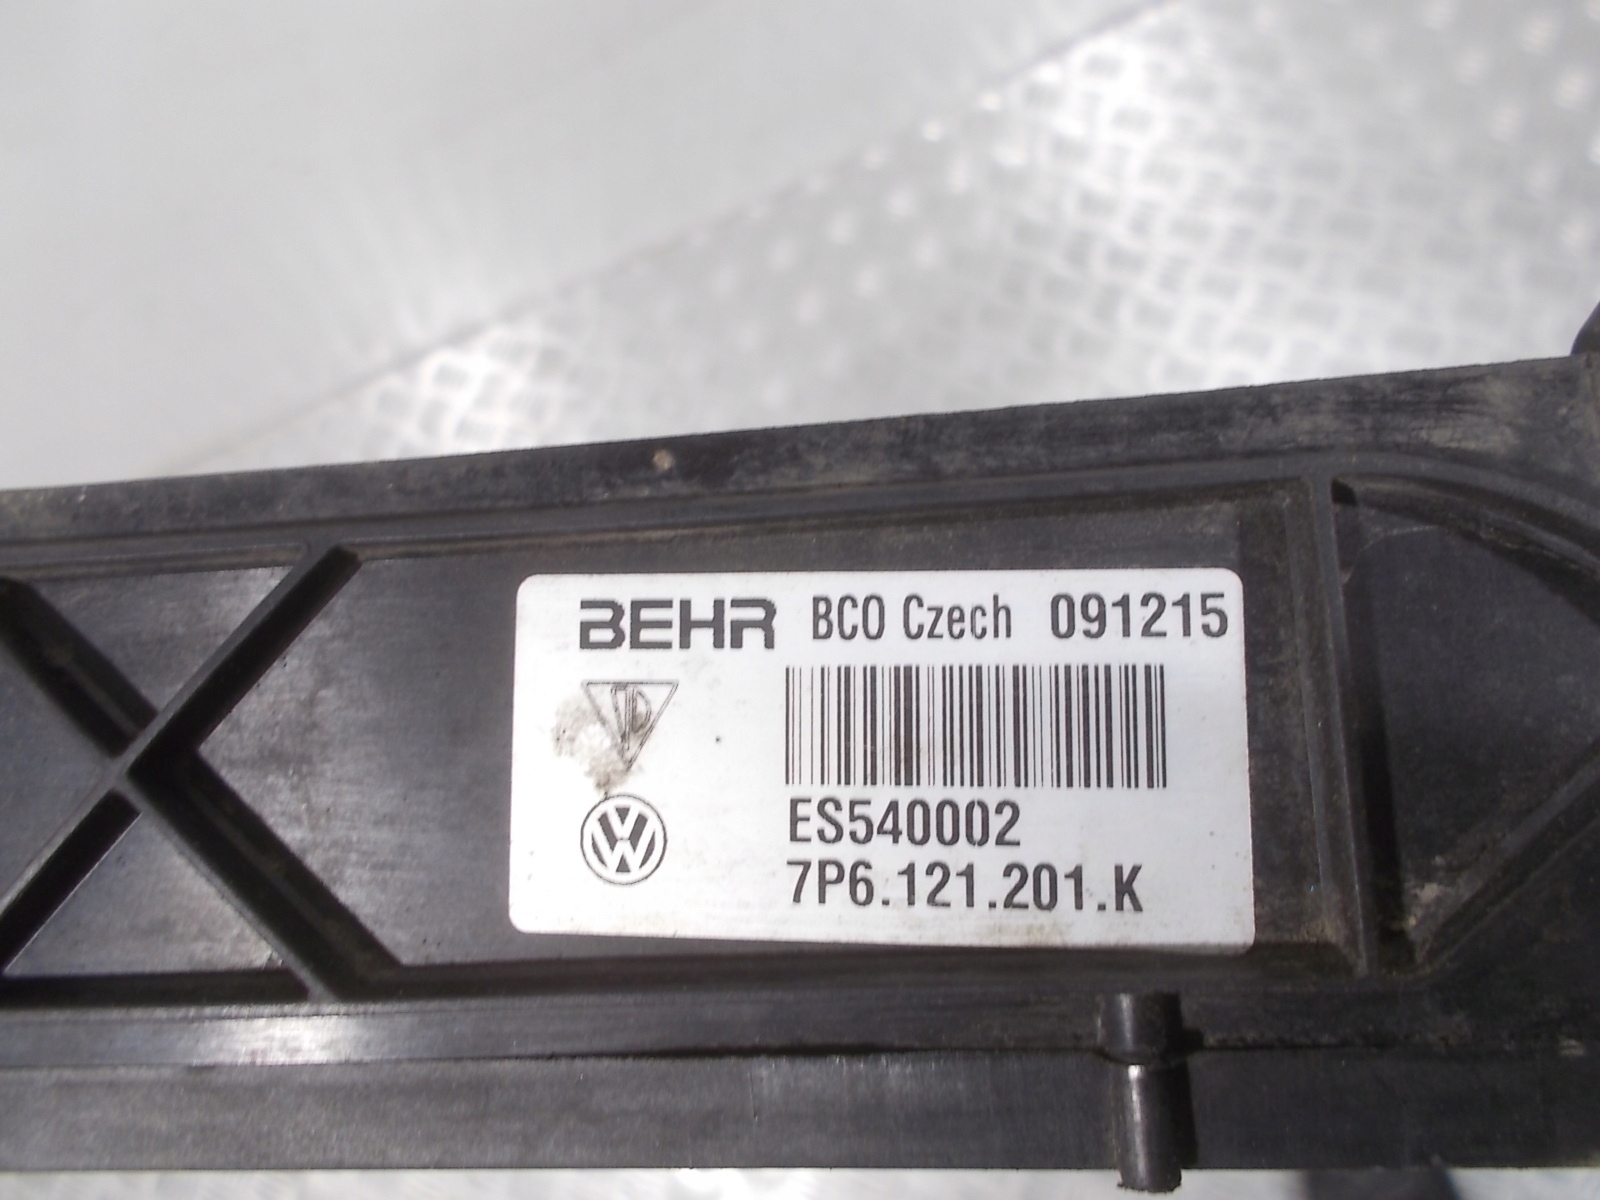 BEHR BCO Czech 091215
ES540002
7P6.121.201.K